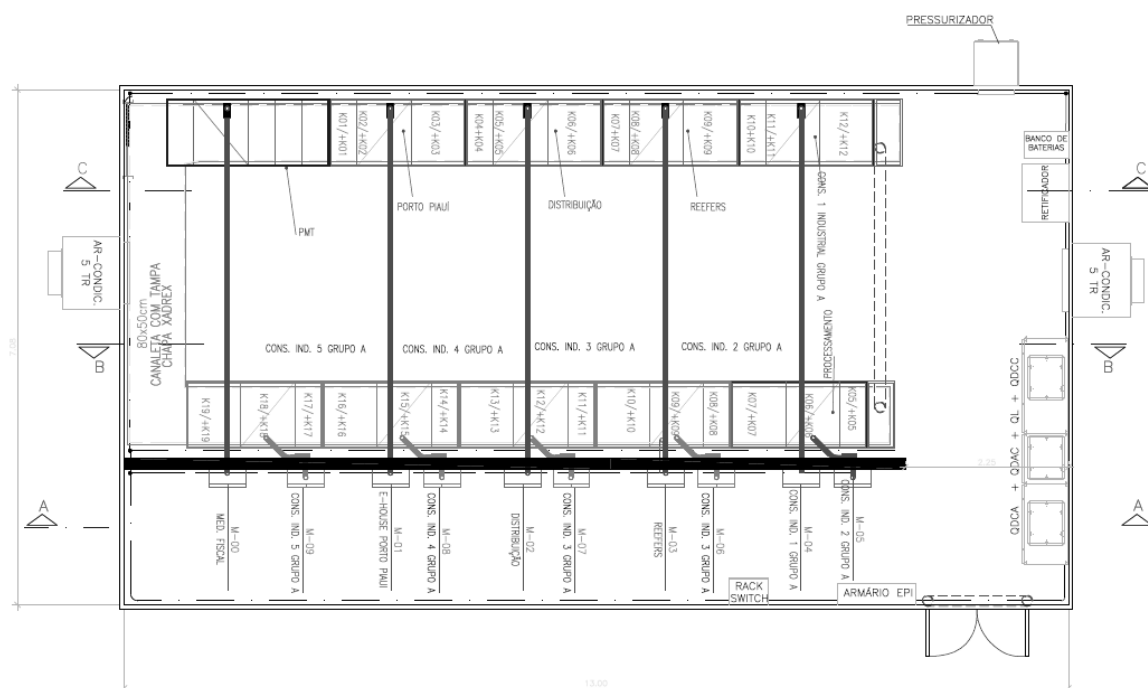 PRESSURIZADOR
K01/+K01
K02/+K02
K03/+K03
K04+K04
K05/+K05
K06/+K06
K07+K07
K08/+K08
K09/+K09
K10+K10
K11/+K11
K12/+K12
BANCO DE
BATERIAS
RETIFICADOR
C
C
PMT
PORTO PIAUÍ
DISTRIBUIÇÃO
REEFERS
CONS. 1 INDUSTRIAL GRUPO A
PROCESSAMENTO
AR-CONDIC.
5 TR
AR-CONDIC.
5 TR
80x50cm
CANALETA COM TAMPA
CHAPA XADREX
B
B
CONS. IND. 5 GRUPO A
CONS. IND. 4 GRUPO A
CONS. IND. 3 GRUPO A
CONS. IND. 2 GRUPO A
7.06
K19/+K19
K18/+K18
K17/+K17
K16/+K16
K15/+K15
K14/+K14
K13/+K13
K12/+K12
K11/+K11
K10/+K10
K09/+K09
K08/+K08
K07/+K07
K06/+K06
K05/+K05
QDCA + QDAC + QL + QDCC
2.25
A
A
M-00
MED. FISCAL
M-09
CONS. IND. 5 GRUPO A
M-01
E-HOUSE PORTO PIAUI
M-08
CONS. IND. 4 GRUPO A
M-02
DISTRIBUIÇÃO
M-07
CONS. IND. 3 GRUPO A
M-03
REEFERS
M-06
CONS. IND. 3 GRUPO A
M-04
CONS. IND. 1 GRUPO A
M-05
CONS. IND. 2 GRUPO A
RACK
SWITCH
ARMÁRIO EPI
13.00